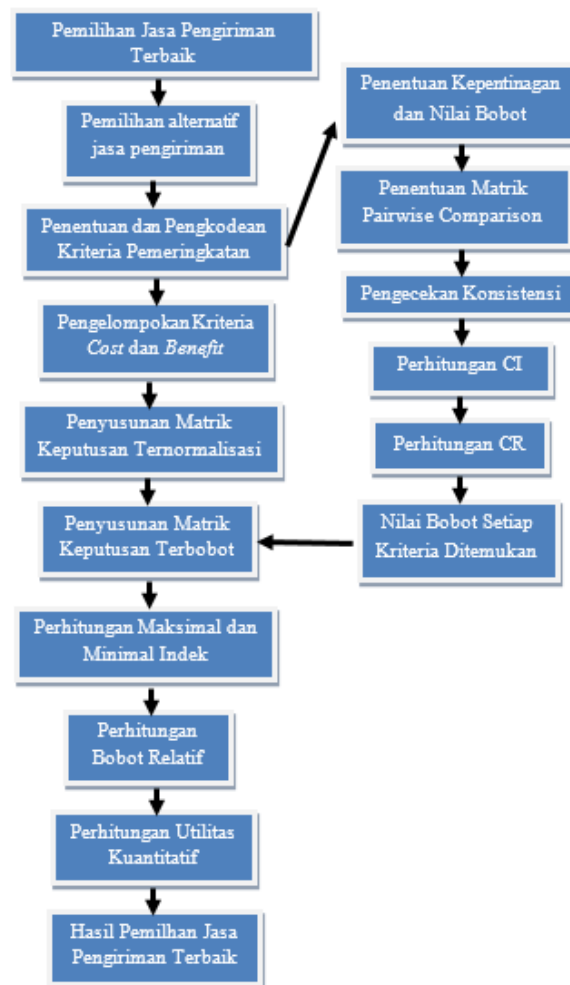 Pemilihan Jasa Pengiriman
Terbaik
Pemilihan alternatif
jasa pengiriman
Penentuan dan Pengkodean
Kriteria Pemeringkatan
Pengelompokan Kriteria
Cost dan Benefit
Penyusunan Matrik
Keputusan Ternormalisasi
Penyusunan Matrik
Keputusan Terbobot
Perhitungan Maksimal dan
Minimal Indek
Perhitungan
Bobot Relatif
Perhitungan Utilitas
Kuantitatif
Hasil Pemilhan Jasa
Pengiriman Terbaik
Penentuan Kepentinagan
dan Nilai Bobot
Penentuan Matrik
Pairwise Comparison
Pengecekan Konsistensi
Perhitungan CI
Perhitungan CR
Nilai Bobot Setiap
Kriteria Ditemukan